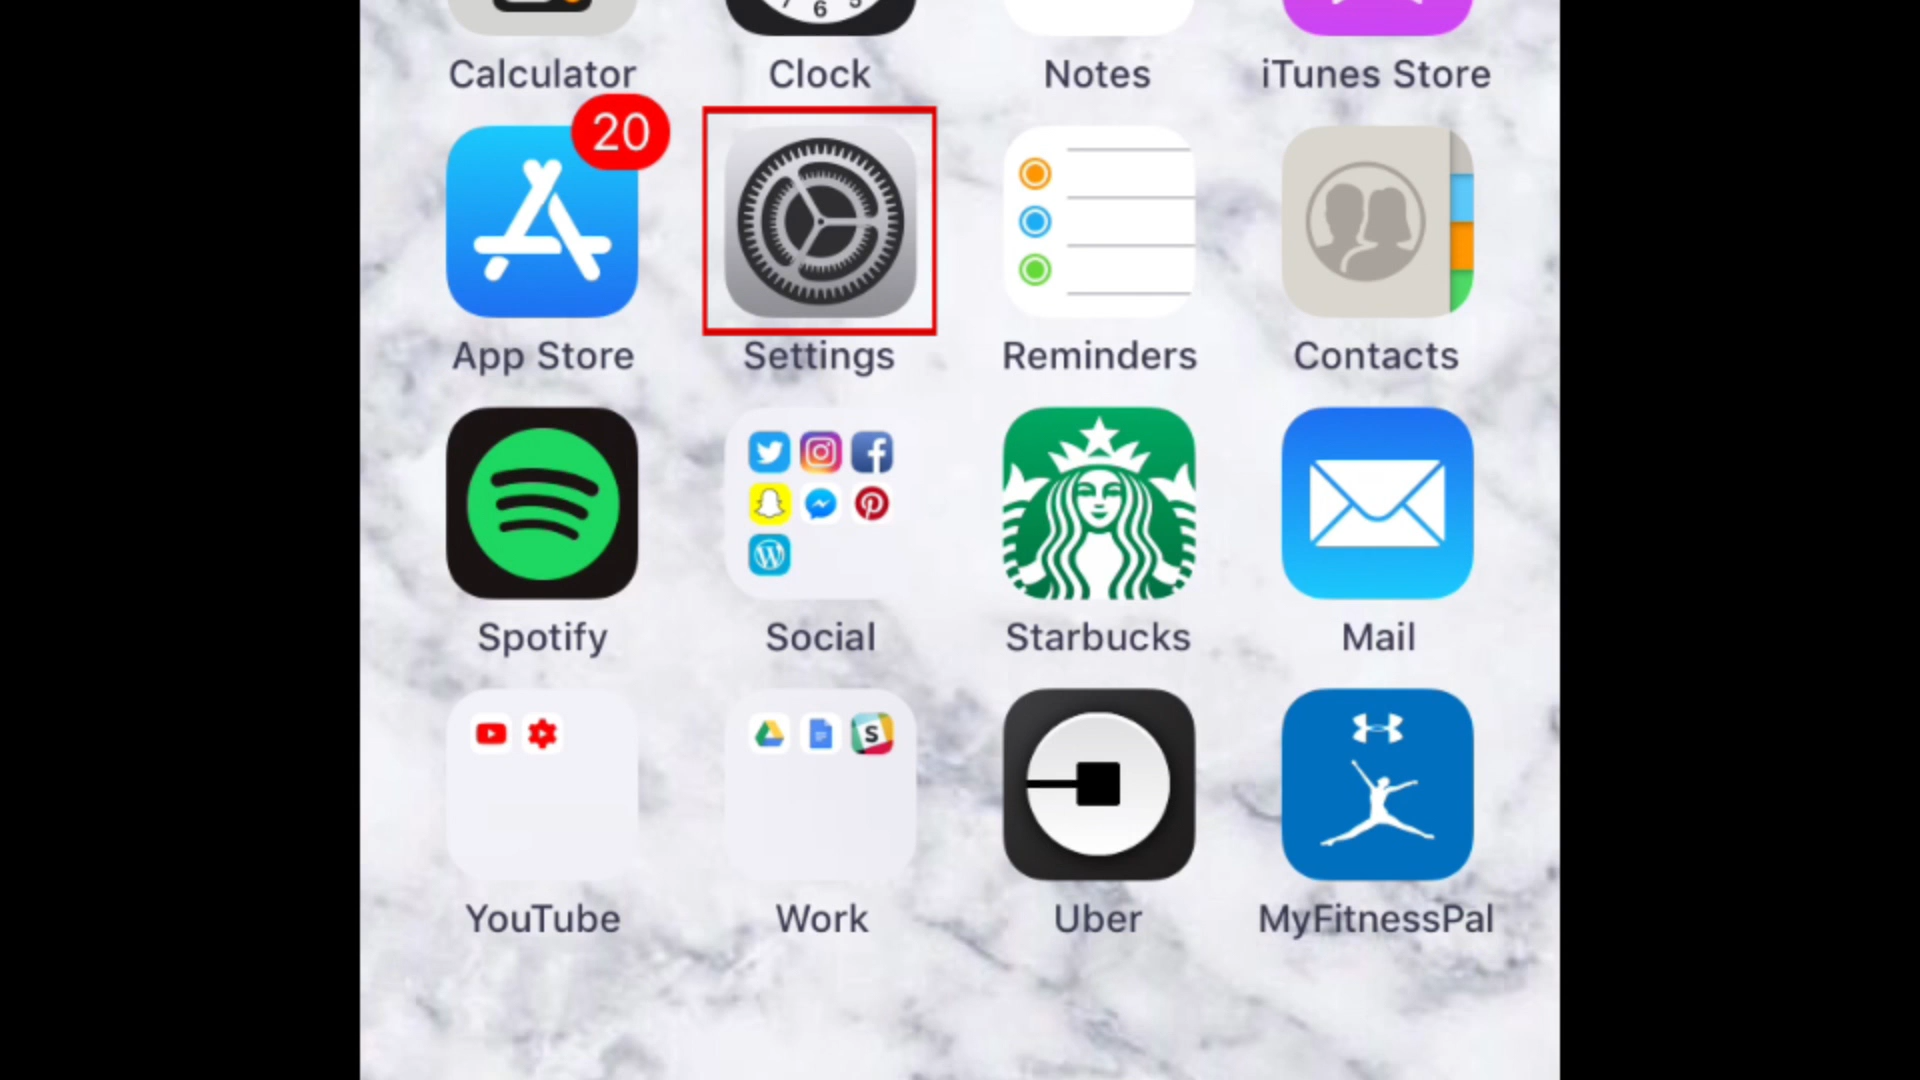 6
Calculator
Clock
Notes
iTunes Store
20
App Store
Settings
Reminders
Contacts
Spotify
Social
Starbucks
Mail
S
YouTube
Work
Uber
MyFitnessPal